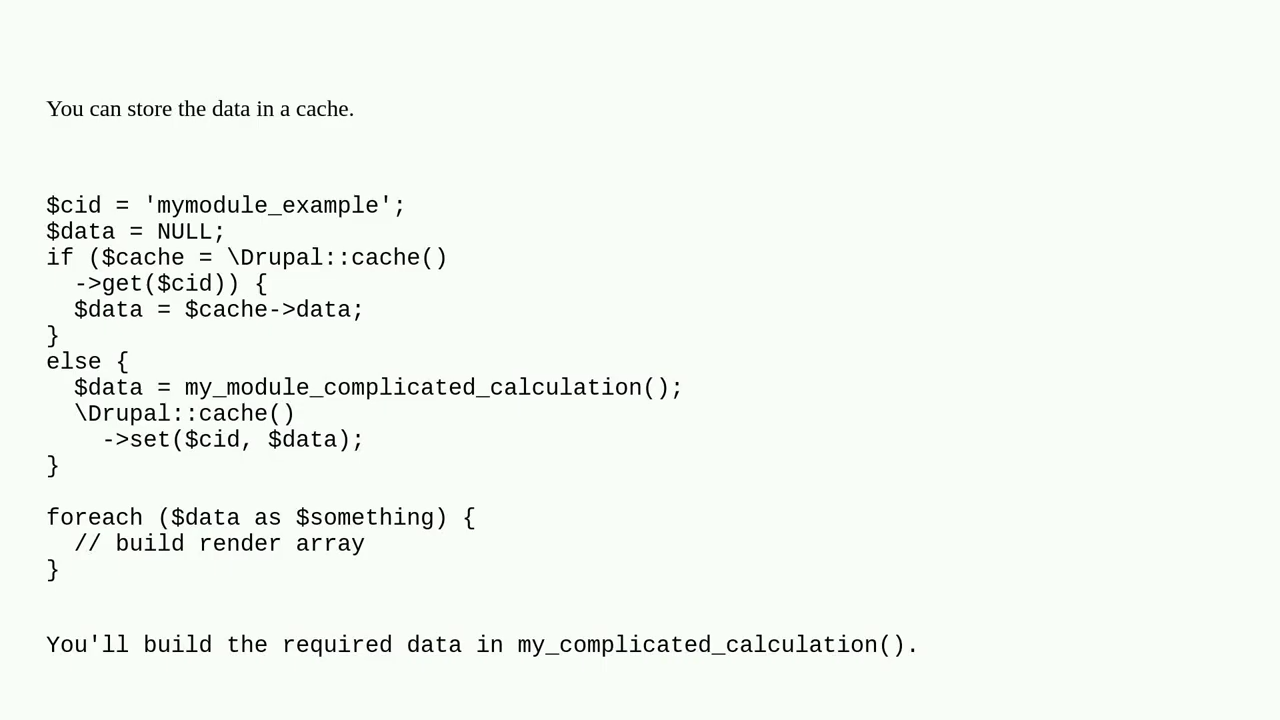 You can store the data in a cache.
$cid = 'mymodule_example';
$data = NULL;
if ($cache = \Drupal::cache()
  ->get($cid)) {
  $data = $cache->data;
}
else {
  $data = my_module_complicated_calculation();
  \Drupal::cache()
    ->set($cid, $data);
}
foreach ($data as $something) {
  // build render array
}
You'll build the required data in my_complicated_calculation().